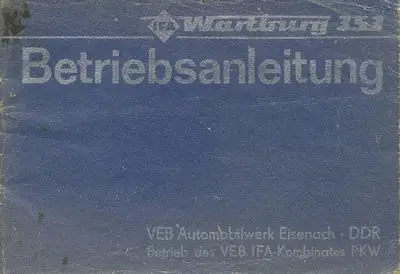 IFA Wartburg 353
Betriebsanleitung
VEB Automobilwerk Eisenach · DDR
Betrieb des VEB IFA-Kombinates PKW